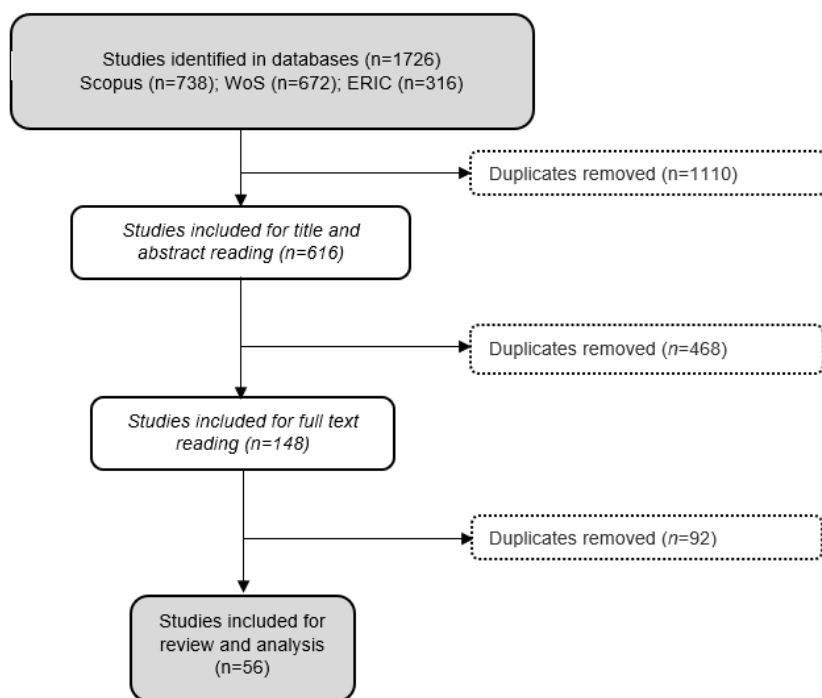 Studies identified in databases (n=1726)
Scopus (n=738); WoS (n=672); ERIC (n=316)
Duplicates removed (n=1110)
Studies included for title and
abstract reading (n=616)
Duplicates removed (n=468)
Studies included for full text
reading (n=148)
Duplicates removed (n=92)
Studies included for
review and analysis
(n=56)